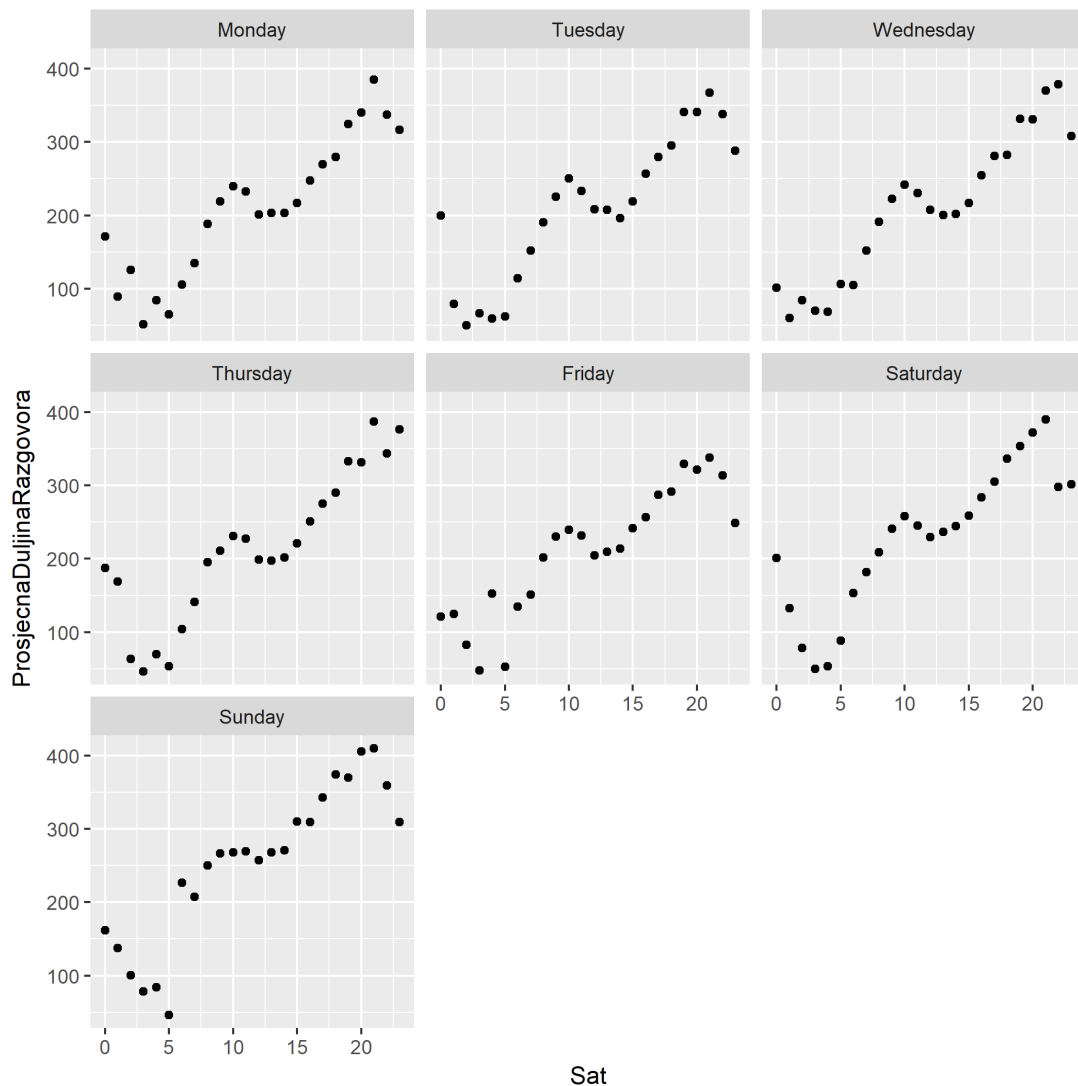 Monday Tuesday Wednesday
400
300
200
100
Thursday Friday Saturday
400
300
200
100
0 5 10 15 20 0 5 10 15 20
Sunday
400
300
200
100
0 5 10 15 20
ProsjecnaDuljinaRazgovora
Sat